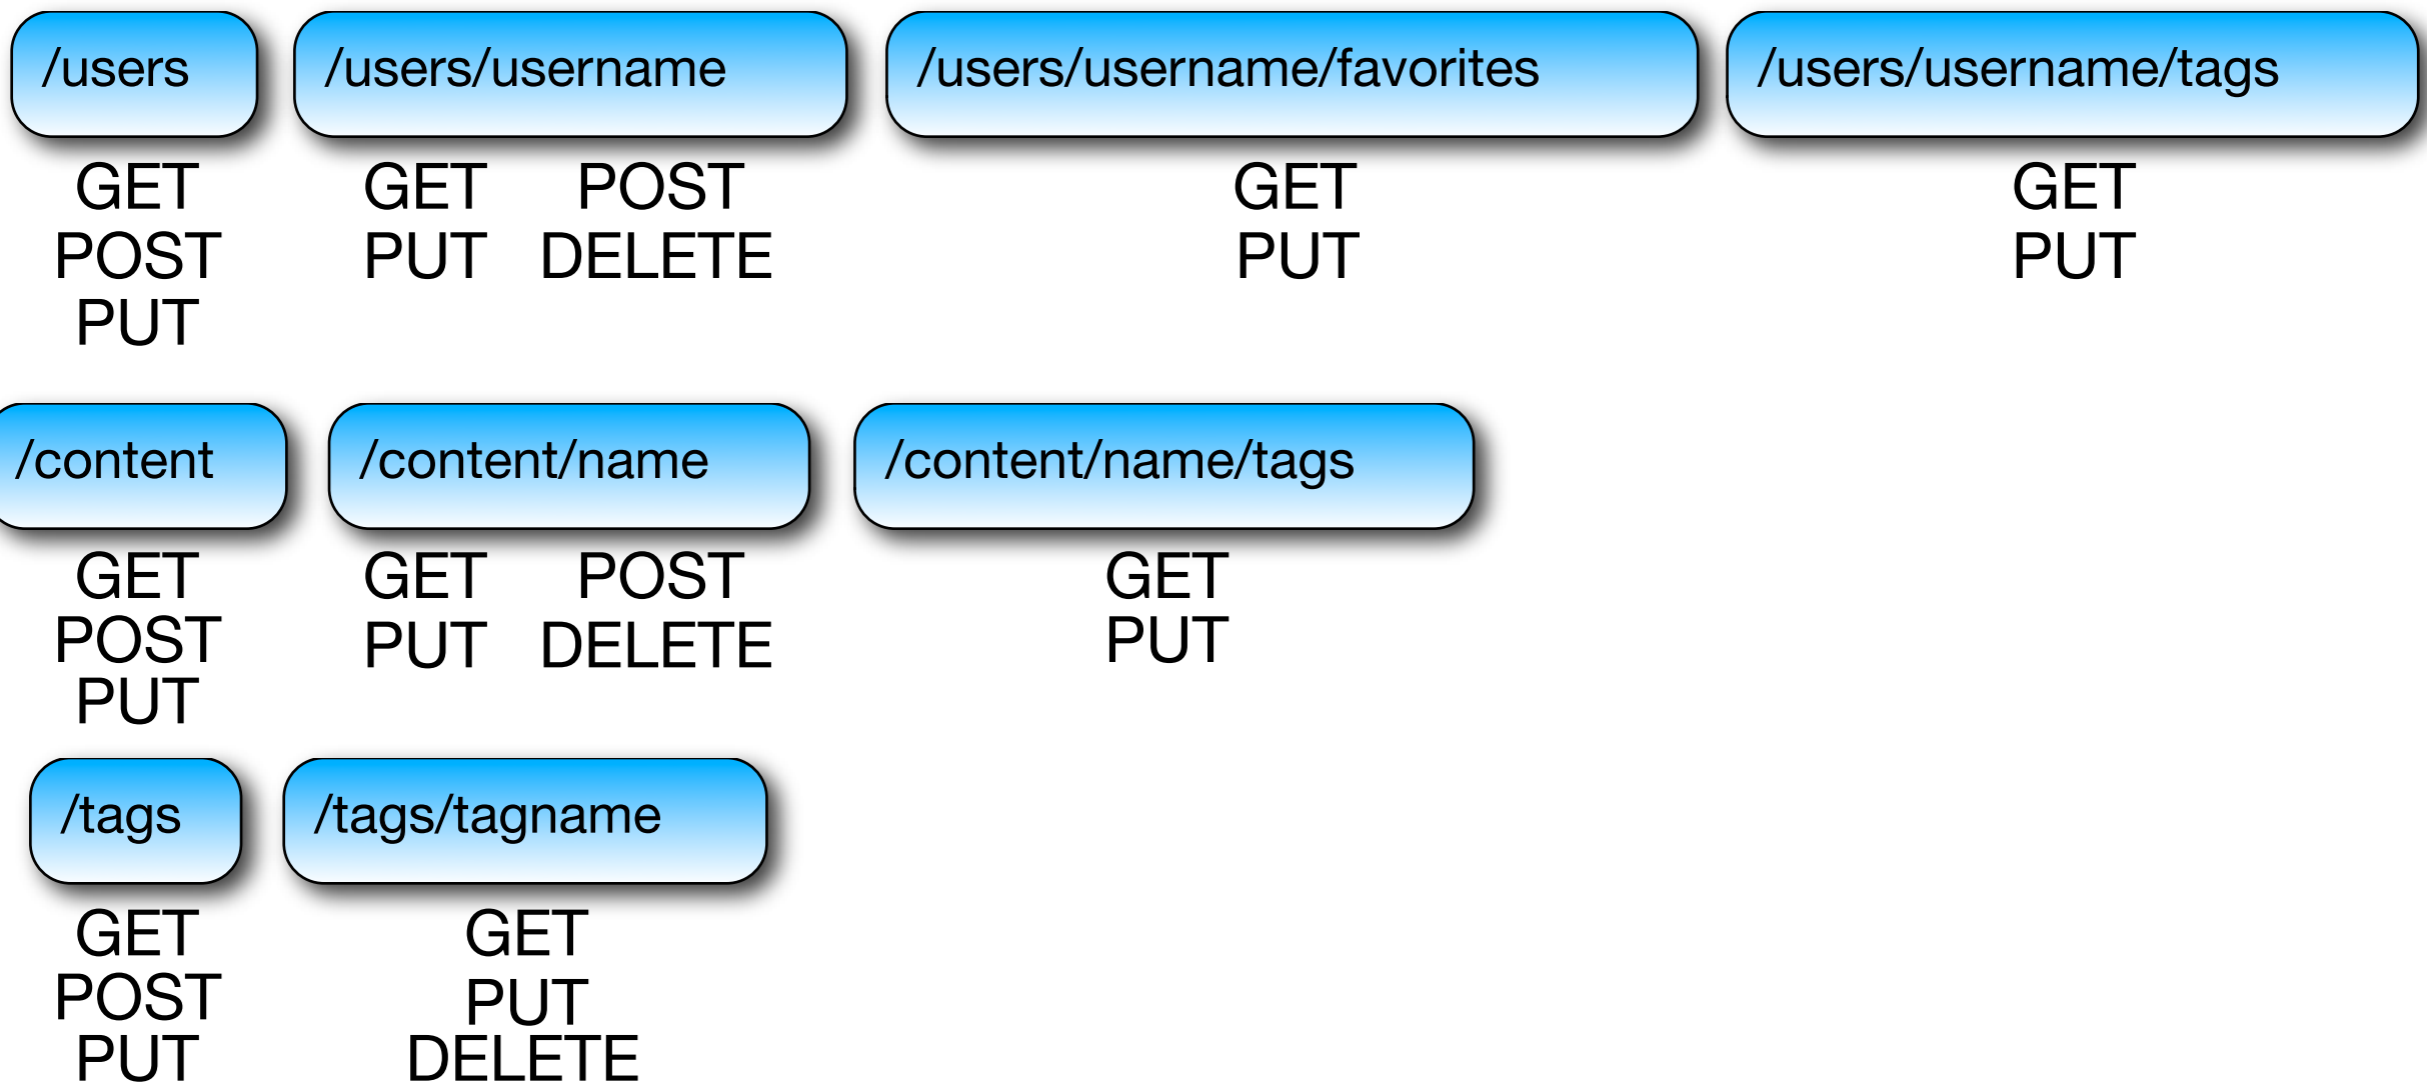 /users /users/username /users/username/favorites /users/username/tags
GET GET POST GET GET
POST PUT DELETE PUT PUT
PUT
/content /content/name /content/name/tags
GET GET POST GET
POST PUT DELETE PUT
PUT
/tags /tags/tagname
GET GET
POST PUT
PUT DELETE